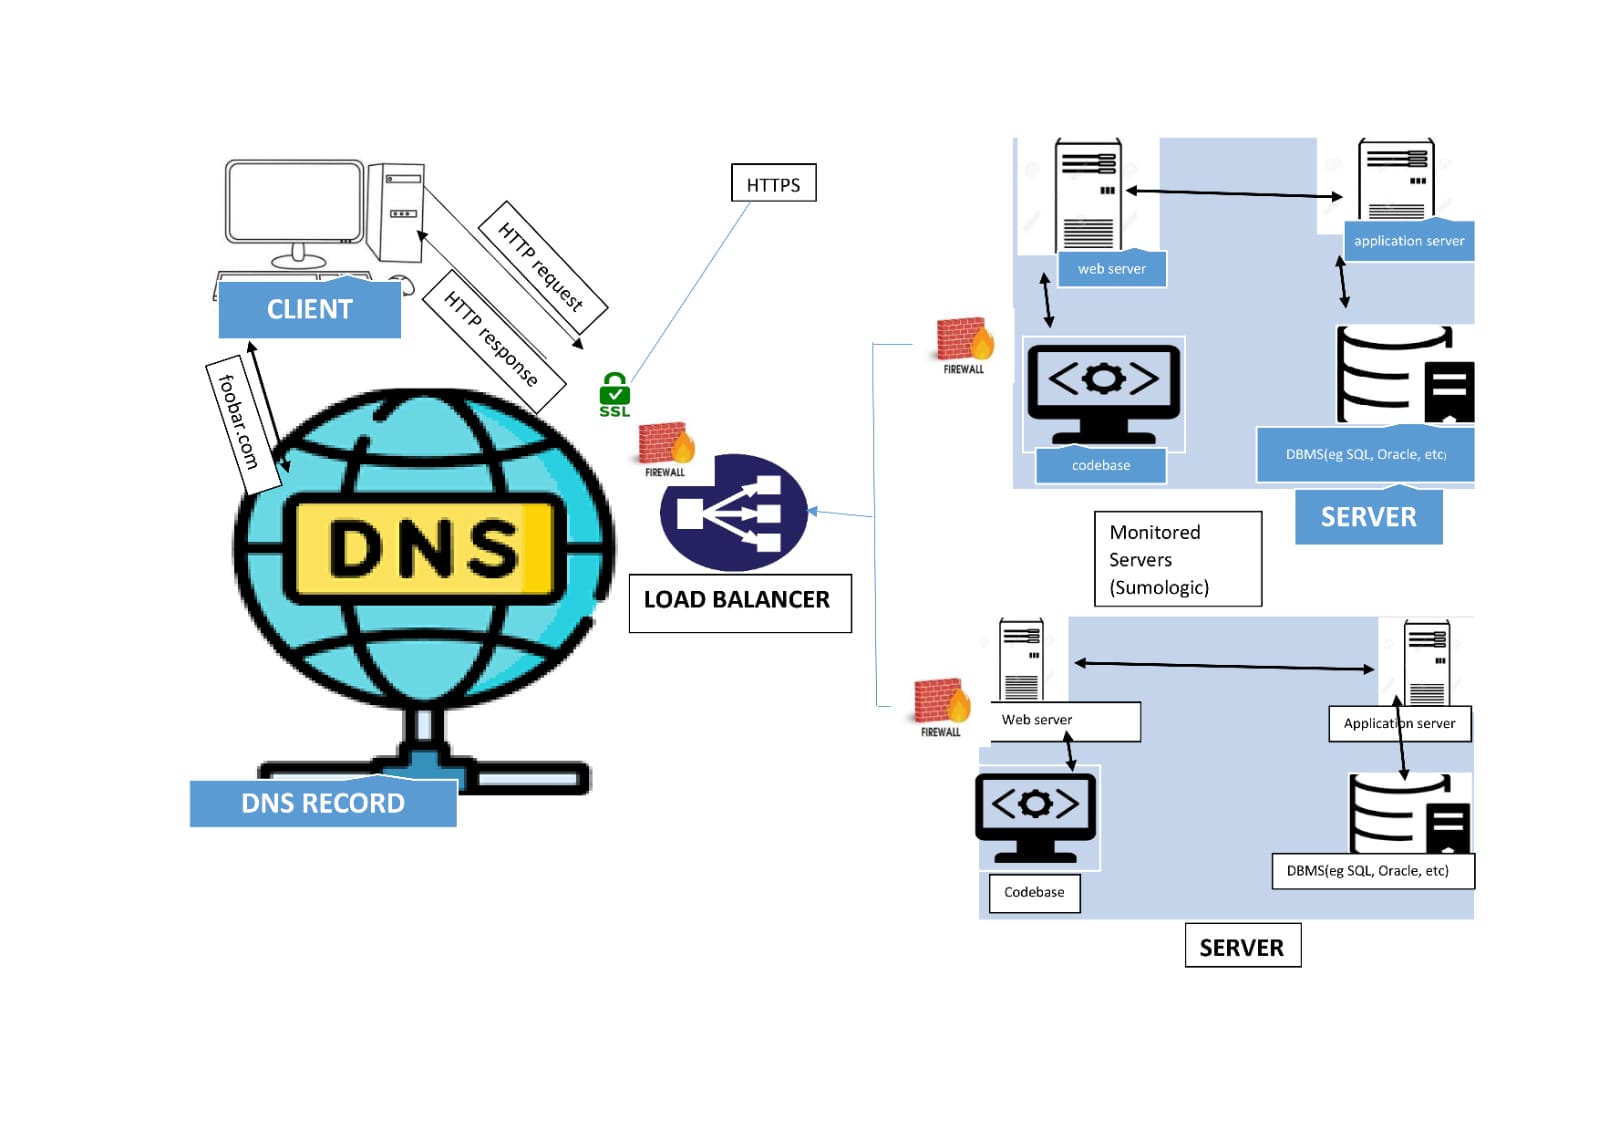 HTTPS
HTTP request
HTTP response
CLIENT
foobar.com
DNS
DNS RECORD
SSL
FIREWALL
LOAD BALANCER
FIREWALL
FIREWALL
web server
application server
codebase
DBMS(eg SQL, Oracle, etc)
SERVER
Monitored
Servers
(Sumologic)
Web server
Application server
Codebase
DBMS(eg SQL, Oracle, etc)
SERVER